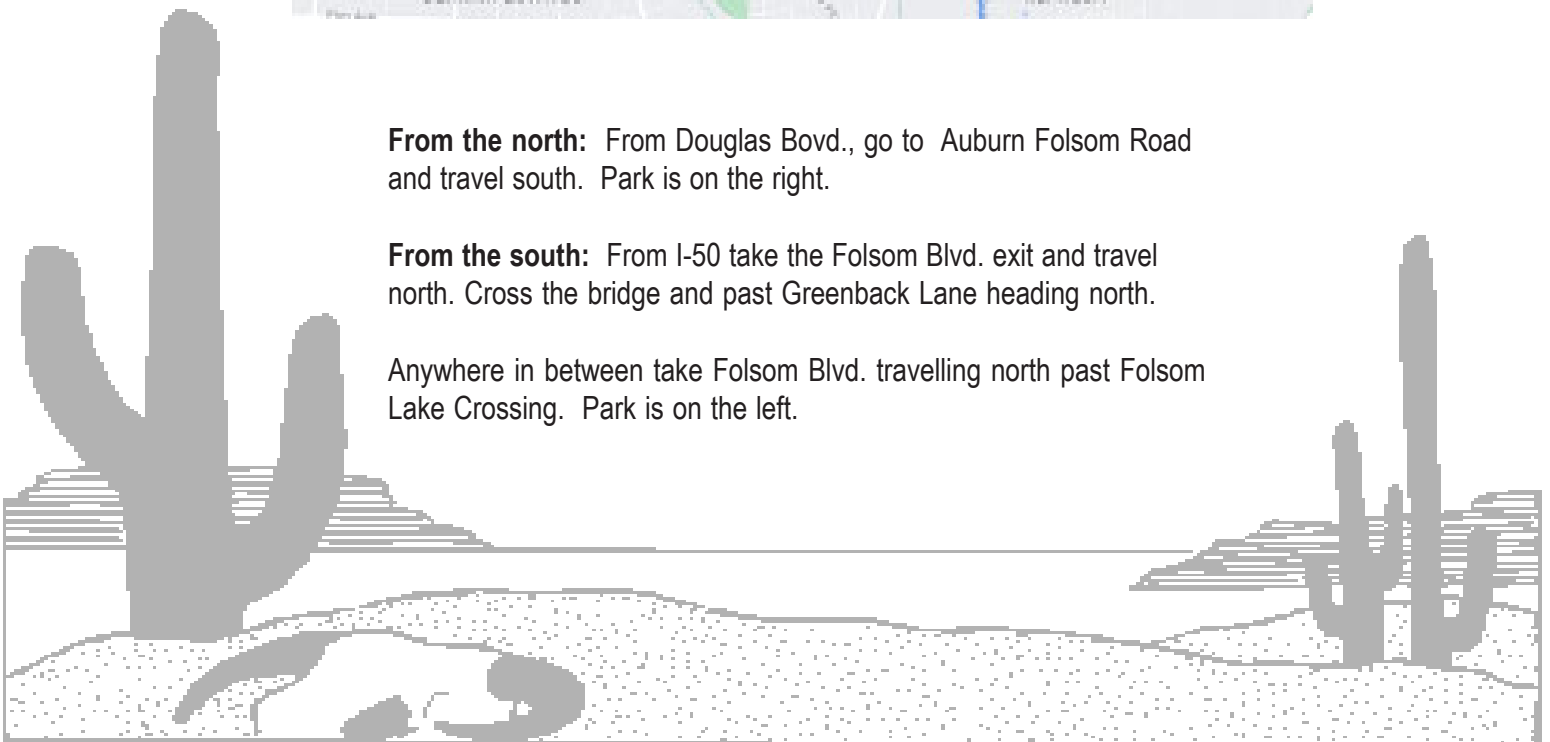 From the north:  From Douglas Bovd., go to  Auburn Folsom Road
and travel south.  Park is on the right.
From the south:  From I-50 take the Folsom Blvd. exit and travel
north. Cross the bridge and past Greenback Lane heading north.
Anywhere in between take Folsom Blvd. travelling north past Folsom
Lake Crossing.  Park is on the left.